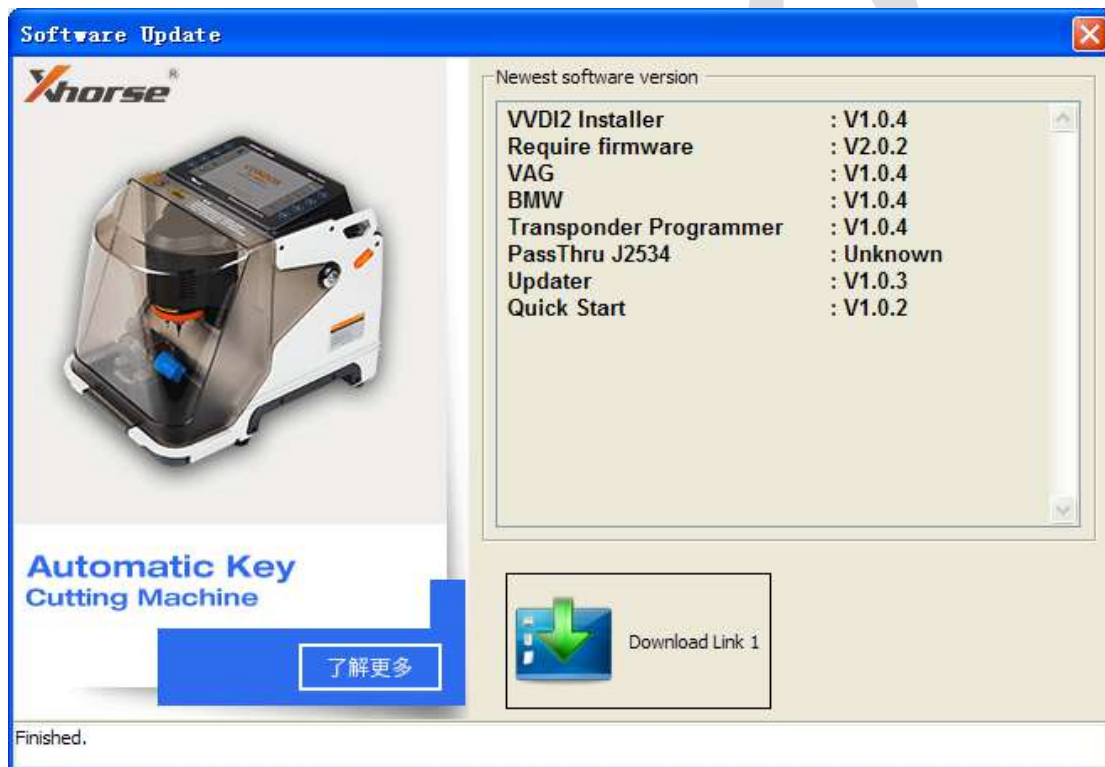 Software Update
Xhorse®
Newest software version
VVDI2 Installer : V1.0.4
Require firmware : V2.0.2
VAG : V1.0.4
BMW : V1.0.4
Transponder Programmer : V1.0.4
PassThru J2534 : Unknown
Updater : V1.0.3
Quick Start : V1.0.2
Automatic Key
Cutting Machine
了解更多
Download Link 1
Finished.